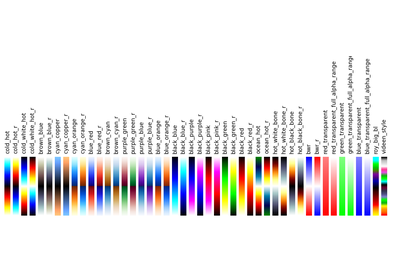 cold_hot
cold_hot_r
cold_white_hot
cold_white_hot_r
brown_blue
brown_blue_r
cyan_copper
cyan_copper_r
cyan_orange
cyan_orange_r
blue_red
blue_red_r
brown_cyan
brown_cyan_r
purple_green
purple_green_r
purple_blue
purple_blue_r
blue_orange
blue_orange_r
black_blue
black_blue_r
black_purple
black_purple_r
black_pink
black_pink_r
black_green
black_green_r
black_red
black_red_r
ocean_hot
ocean_hot_r
hot_white_bone
hot_white_bone_r
hot_black_bone
hot_black_bone_r
bwr
bwr_r
red_transparent
red_transparent_full_alpha_range
green_transparent
green_transparent_full_alpha_range
blue_transparent
blue_transparent_full_alpha_range
roy_big_bl
videen_style